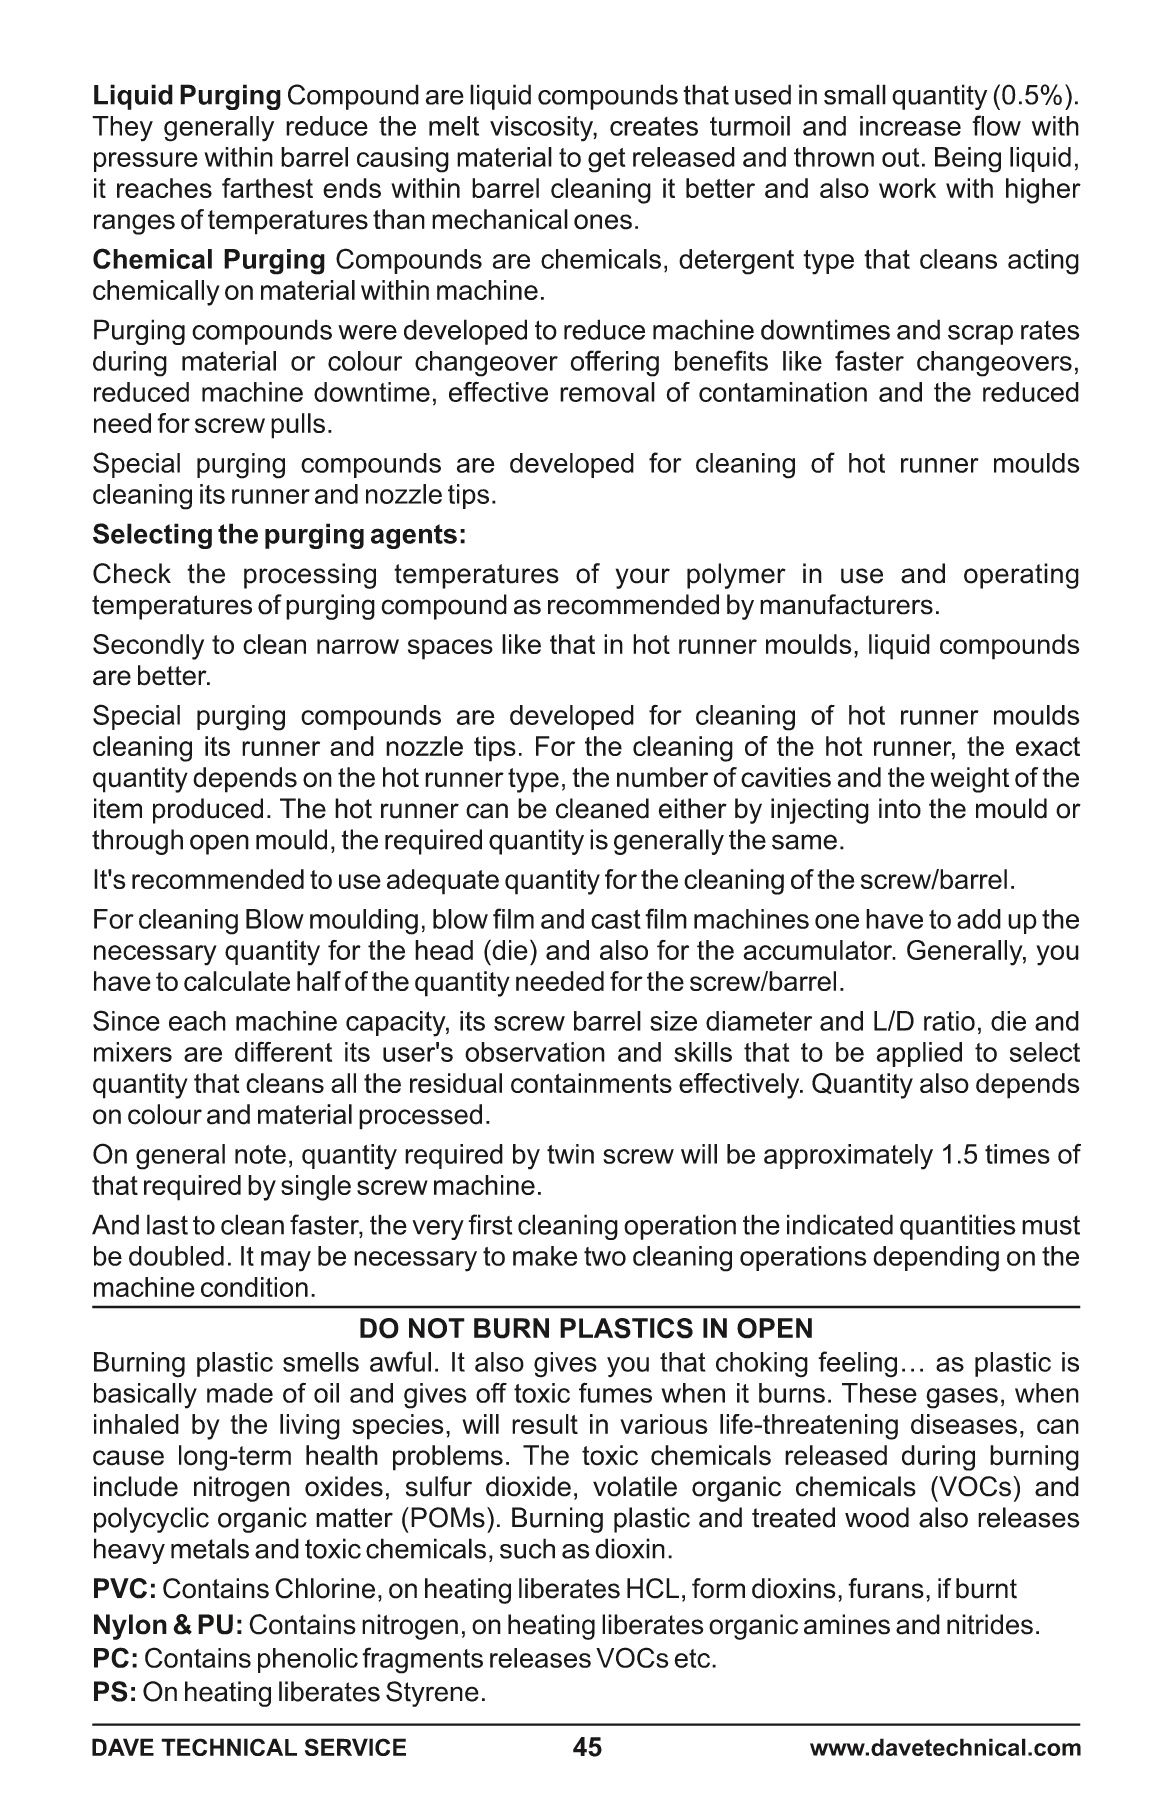 Liquid Purging Compound are liquid compounds that used in small quantity (0.5%).
They generally reduce the melt viscosity, creates turmoil and increase flow with
pressure within barrel causing material to get released and thrown out. Being liquid,
it reaches farthest ends within barrel cleaning it better and also work with higher
ranges of temperatures than mechanical ones.
Chemical Purging Compounds are chemicals, detergent type that cleans acting
chemically on material within machine.
Purging compounds were developed to reduce machine downtimes and scrap rates
during material or colour changeover offering benefits like faster changeovers,
reduced machine downtime, effective removal of contamination and the reduced
need for screw pulls.
Special purging compounds are developed for cleaning of hot runner moulds
cleaning its runner and nozzle tips.
Selecting the purging agents:
Check the processing temperatures of your polymer in use and operating
temperatures of purging compound as recommended by manufacturers.
Secondly to clean narrow spaces like that in hot runner moulds, liquid compounds
are better.
Special purging compounds are developed for cleaning of hot runner moulds
cleaning its runner and nozzle tips. For the cleaning of the hot runner, the exact
quantity depends on the hot runner type, the number of cavities and the weight of the
item produced. The hot runner can be cleaned either by injecting into the mould or
through open mould, the required quantity is generally the same.
It's recommended to use adequate quantity for the cleaning of the screw/barrel.
For cleaning Blow moulding, blow film and cast film machines one have to add up the
necessary quantity for the head (die) and also for the accumulator. Generally, you
have to calculate half of the quantity needed for the screw/barrel.
Since each machine capacity, its screw barrel size diameter and L/D ratio, die and
mixers are different its user's observation and skills that to be applied to select
quantity that cleans all the residual containments effectively. Quantity also depends
on colour and material processed.
On general note, quantity required by twin screw will be approximately 1.5 times of
that required by single screw machine.
And last to clean faster, the very first cleaning operation the indicated quantities must
be doubled. It may be necessary to make two cleaning operations depending on the
machine condition.
DO NOT BURN PLASTICS IN OPEN
Burning plastic smells awful. It also gives you that choking feeling… as plastic is
basically made of oil and gives off toxic fumes when it burns. These gases, when
inhaled by the living species, will result in various life-threatening diseases, can
cause long-term health problems. The toxic chemicals released during burning
include nitrogen oxides, sulfur dioxide, volatile organic chemicals (VOCs) and
polycyclic organic matter (POMs). Burning plastic and treated wood also releases
heavy metals and toxic chemicals, such as dioxin.
PVC: Contains Chlorine, on heating liberates HCL, form dioxins, furans, if burnt
Nylon & PU: Contains nitrogen, on heating liberates organic amines and nitrides.
PC: Contains phenolic fragments releases VOCs etc.
PS: On heating liberates Styrene.
DAVE TECHNICAL SERVICE 45 www.davetechnical.com